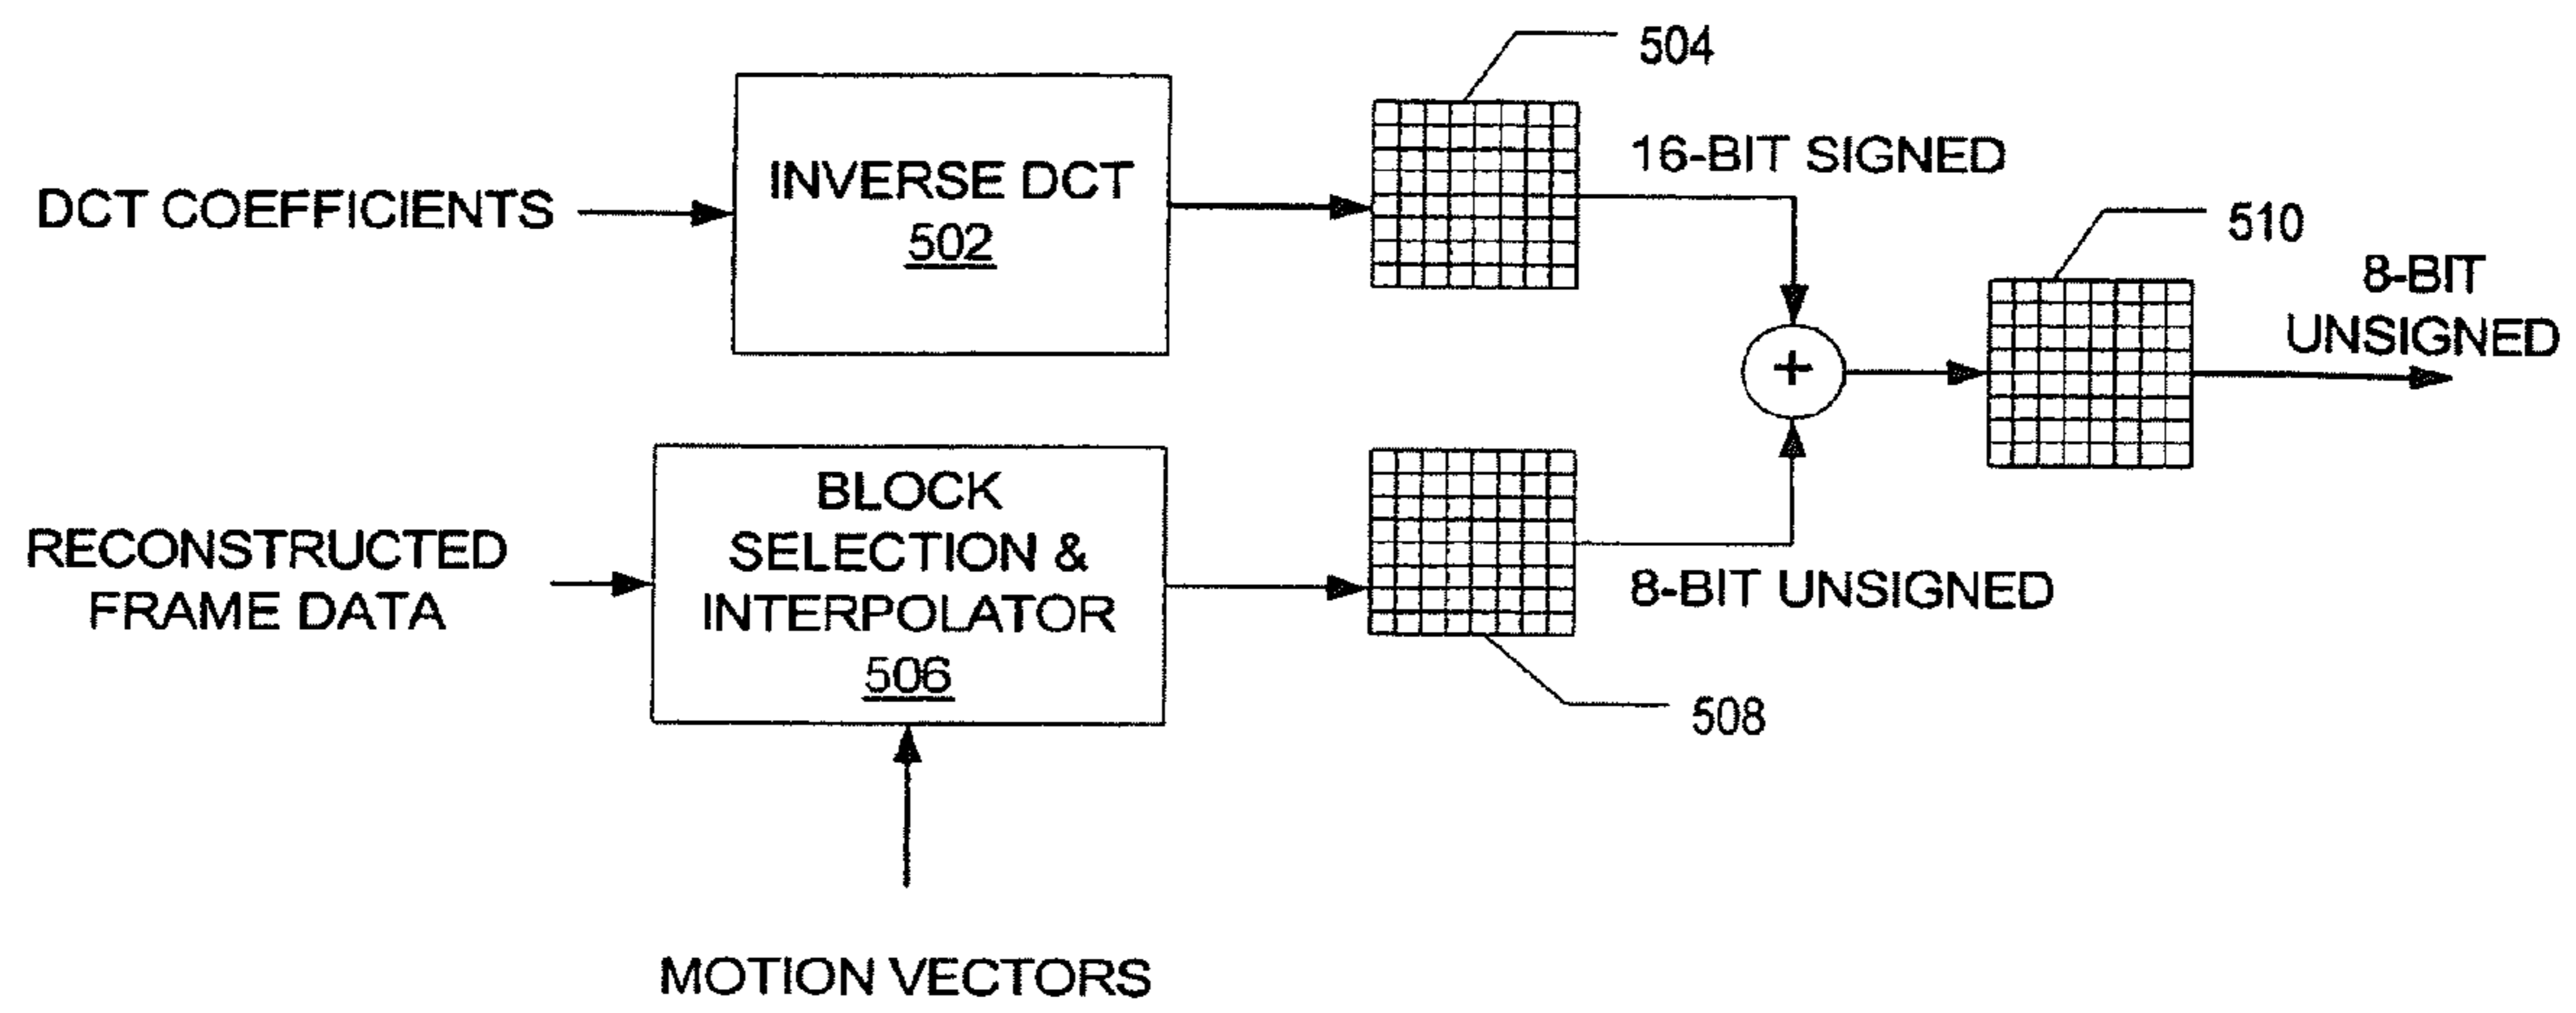 504
16-BIT SIGNED
INVERSE DCT
502
DCT COEFFICIENTS
510
8-BIT
UNSIGNED
+
BLOCK
SELECTION &
INTERPOLATOR
506
RECONSTRUCTED
FRAME DATA
8-BIT UNSIGNED
508
MOTION VECTORS